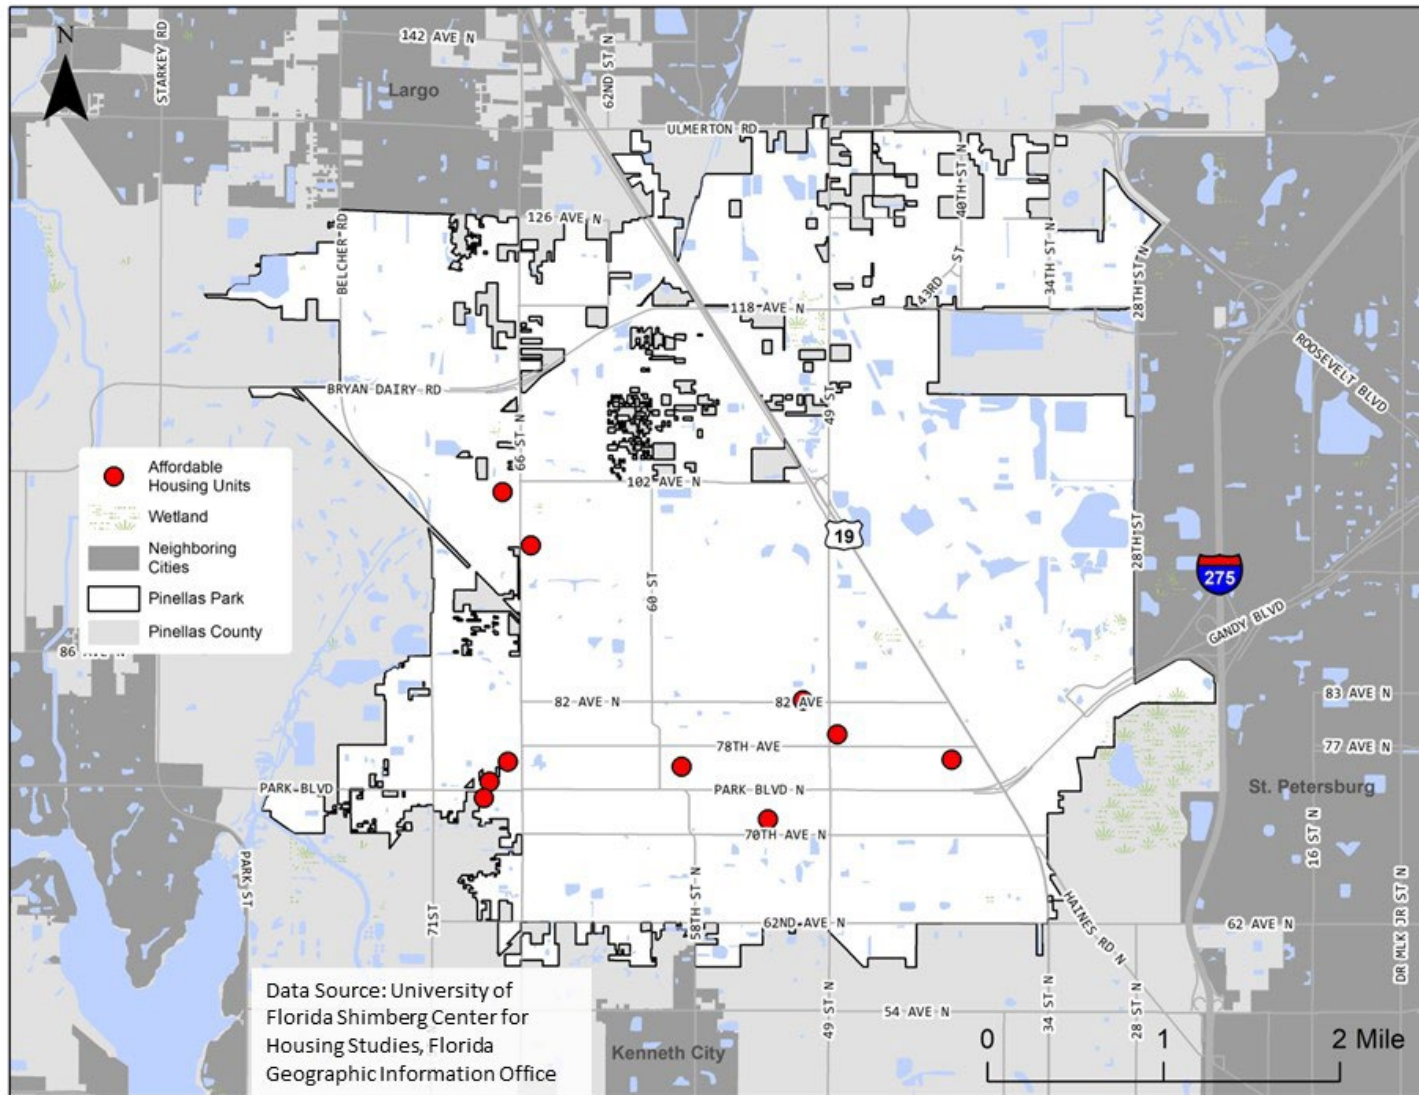 N
STARKEY RD
142 AVE N
62ND ST N
Largo
ULMERTON RD
40TH ST N
126 AVE N
BELCHER RD
34TH ST N
28TH ST N
43RD ST
118 AVE N
ROOSEVELT BLVD
BRYAN DAIRY RD
49 ST
66 ST N
Affordable
Housing Units
Wetland
Neighboring
Cities
Pinellas Park
Pinellas County
102 AVE N
19
28TH ST
275
60 ST
GANDY BLVD
86 AVE N
82 AVE N
82 AVE
83 AVE N
78TH AVE
77 AVE N
PARK BLVD
PARK BLVD N
St. Petersburg
70TH AVE N
16 ST N
PARK ST
71ST
58TH ST N
62ND AVE N
HAINES RD N
62 AVE N
DR MLK JR ST N
49 ST N
54 AVE N
34 ST N
28 ST N
Data Source: University of
Florida Shimberg Center for
Housing Studies, Florida
Geographic Information Office
Kenneth City
0 1 2 Mile